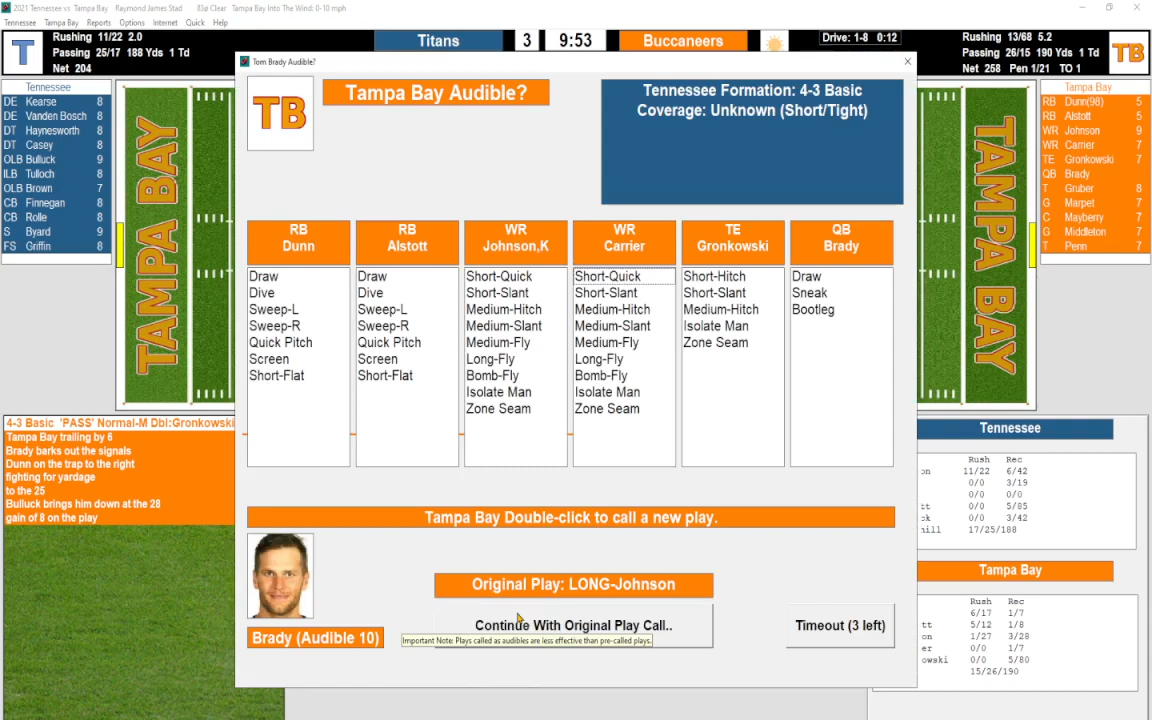 2021 Tennessee vs Tampa Bay Raymond James Stad 83ø Clear Tampa Bay Into The Wind: 0-10 mph
Tennessee Tampa Bay Reports Options Internet Quick Help
T
Rushing 11/22 2.0
Passing 25/17 188 Yds 1 Td
Net 204
Titans
3
9:53
Buccaneers
Drive: 1-8 0:12
Rushing 13/68 5.2
Passing 26/15 190 Yds 1 Td
Net 258 Pen 1/21 TO 1
TB
Tennessee
DE Kearse 8
DE Vanden Bosch 8
DT Haynesworth 8
DT Casey 8
OLB Bulluck 9
ILB Tulloch 8
OLB Brown 7
CB Finnegan 8
CB Rolle 8
S Byard 9
FS Griffin 8
TAMPA BAY
4-3 Basic 'PASS' Normal-M Dbl:Gronkowski
Tampa Bay trailing by 6
Brady barks out the signals
Dunn on the trap to the right
fighting for yardage
to the 25
Bulluck brings him down at the 28
gain of 8 on the play
Tom Brady Audible?
TB
Tampa Bay Audible?
Tennessee Formation: 4-3 Basic
Coverage: Unknown (Short/Tight)
RB
Dunn
Draw
Dive
Sweep-L
Sweep-R
Quick Pitch
Screen
Short-Flat
RB
Alstott
Draw
Dive
Sweep-L
Sweep-R
Quick Pitch
Screen
Short-Flat
WR
Johnson,K
Short-Quick
Short-Slant
Medium-Hitch
Medium-Slant
Medium-Fly
Long-Fly
Bomb-Fly
Isolate Man
Zone Seam
WR
Carrier
Short-Quick
Short-Slant
Medium-Hitch
Medium-Slant
Medium-Fly
Long-Fly
Bomb-Fly
Isolate Man
Zone Seam
TE
Gronkowski
Short-Hitch
Short-Slant
Medium-Hitch
Isolate Man
Zone Seam
QB
Brady
Draw
Sneak
Bootleg
Tampa Bay Double-click to call a new play.
Original Play: LONG-Johnson
Continue With Original Play Call..
Important Note: Plays called as audibles are less effective than pre-called plays.
Timeout (3 left)
Brady (Audible 10)
TAMPA BAY
Tampa Bay
RB Dunn(98) 5
RB Alstott 5
WR Johnson 9
WR Carrier 7
TE Gronkowski 7
QB Brady
T Gruber 8
G Marpet 7
C Mayberry 7
G Middleton 7
T Penn 7
Tennessee
Rush Rec
on 11/22 6/42
0/0 3/19
0/0 0/0
tt 0/0 5/85
ck 0/0 3/42
hill 17/25/188
Tampa Bay
Rush Rec
6/17 1/7
tt 5/12 1/8
on 1/27 3/28
er 0/0 1/7
owski 0/0 5/80
15/26/190